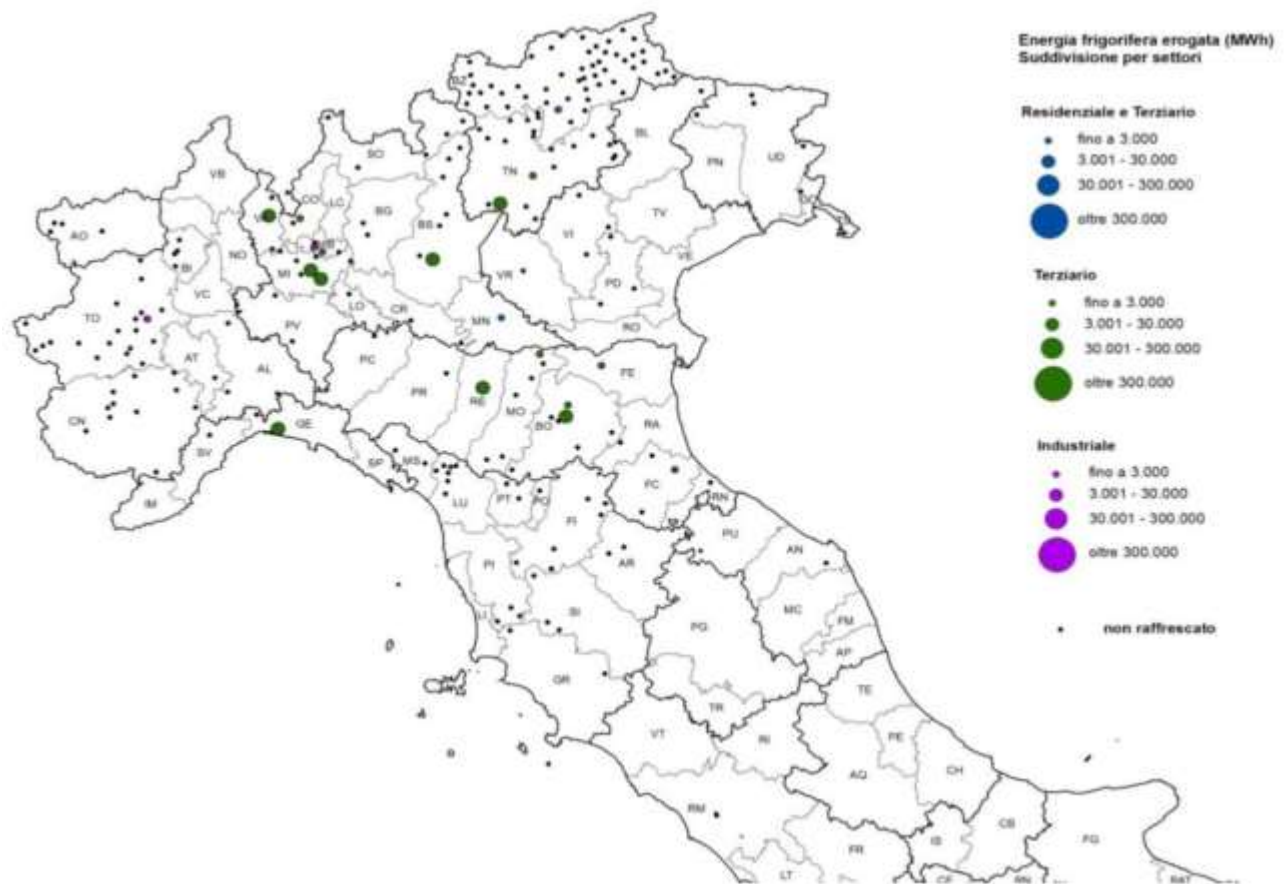 Energia frigorifera erogata (MWh)
Suddivisione per settori
Residenziale e Terziario
fino a 3.000
3.001 - 30.000
30.001 - 300.000
oltre 300.000
Terziario
fino a 3.000
3.001 - 30.000
30.001 - 300.000
oltre 300.000
Industriale
fino a 3.000
3.001 - 30.000
30.001 - 300.000
oltre 300.000
non raffrescato
BZ
BL
SO
TN
PN
UD
VB
CO
LC
BG
BS
TV
AO
VI
VE
BI
NO
MI
VR
PD
VC
LO
CR
MN
RO
TO
PV
PC
AT
AL
PR
RE
MO
FE
CN
GE
BO
RA
SV
SP
MS
FC
RN
IM
LU
PT
PO
FI
PU
AN
PI
AR
LI
SI
MC
FM
PG
AP
GR
TE
TR
VT
RI
PE
AQ
CH
RM
CB
IS
FG
FR
LT
CE
BN
BAT